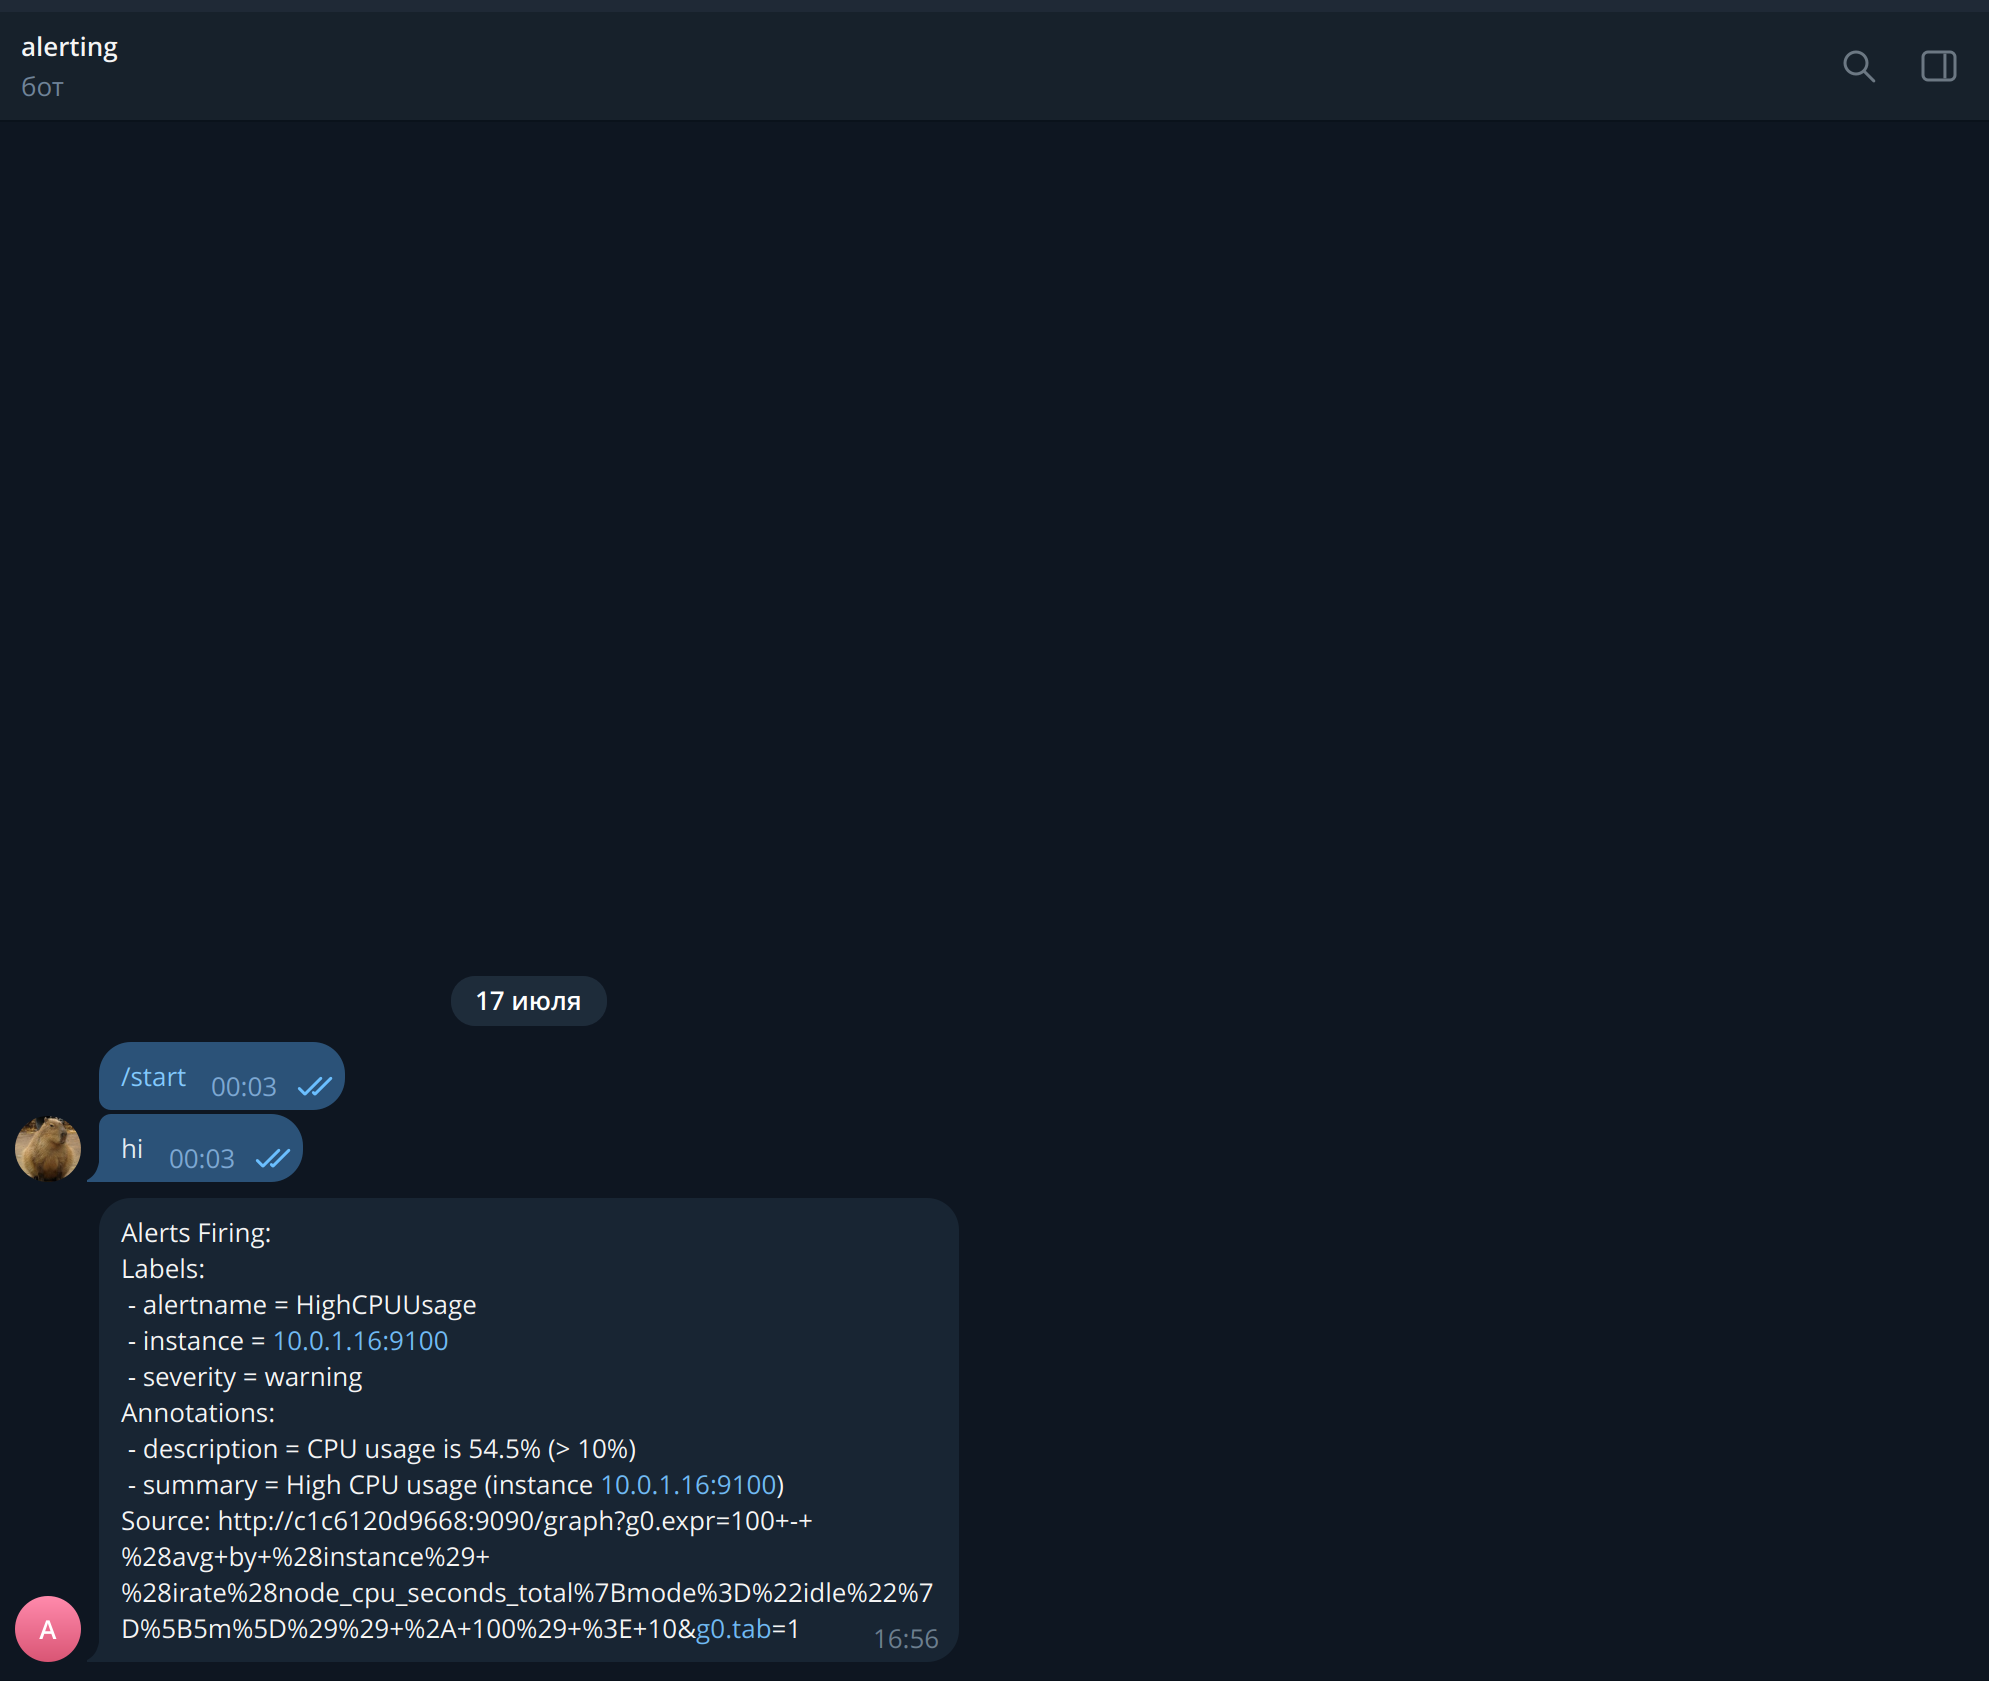 alerting
бот
17 июля
/start 00:03
hi 00:03
Alerts Firing:
Labels:
- alertname = HighCPUUsage
- instance = 10.0.1.16:9100
- severity = warning
Annotations:
- description = CPU usage is 54.5% (> 10%)
- summary = High CPU usage (instance 10.0.1.16:9100)
Source: http://c1c6120d9668:9090/graph?g0.expr=100+-+
%28avg+by+%28instance%29+
%28irate%28node_cpu_seconds_total%7Bmode%3D%22idle%22%7
D%5B5m%5D%29%29+%2A+100%29+%3E+10&g0.tab=1
16:56
A